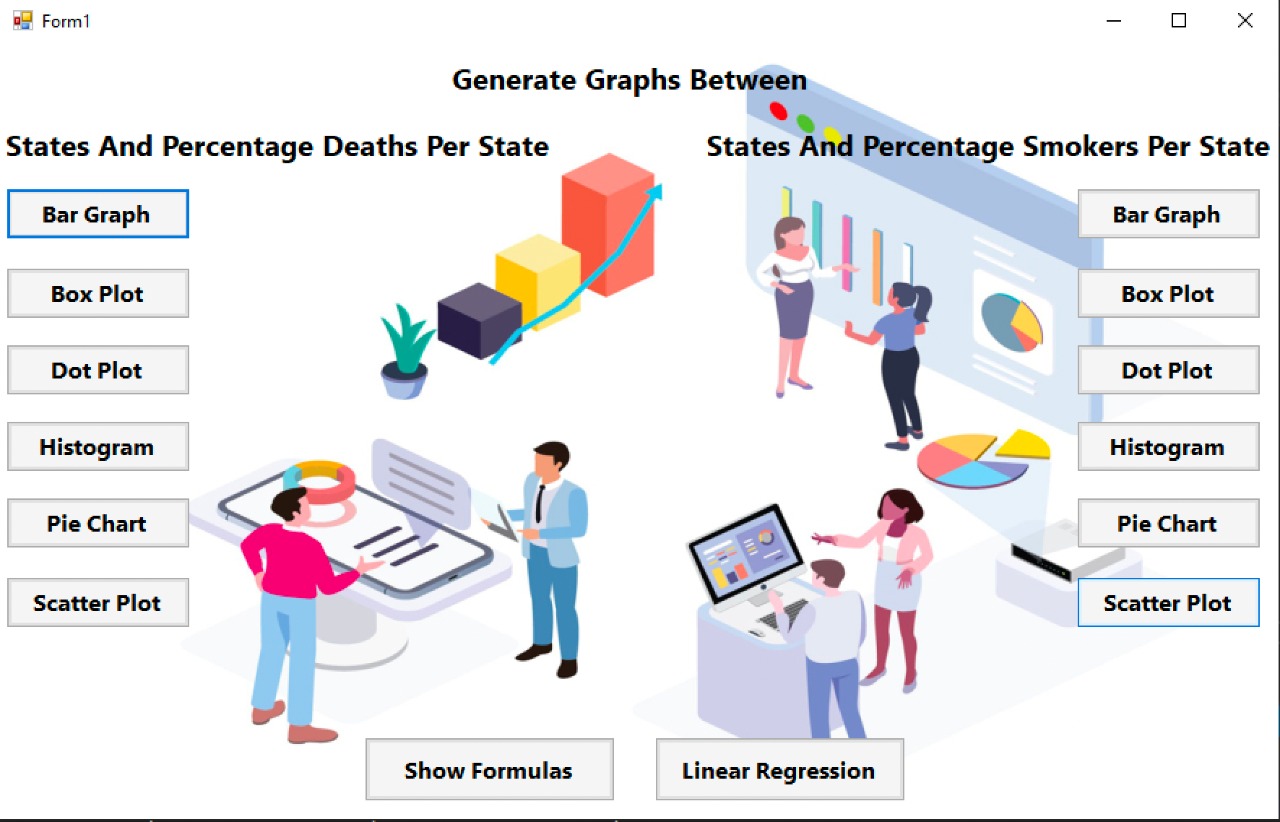 Form1
Generate Graphs Between
States And Percentage Deaths Per State
States And Percentage Smokers Per State
Bar Graph
Bar Graph
Box Plot
Box Plot
Dot Plot
Dot Plot
Histogram
Histogram
Pie Chart
Pie Chart
Scatter Plot
Scatter Plot
Show Formulas
Linear Regression